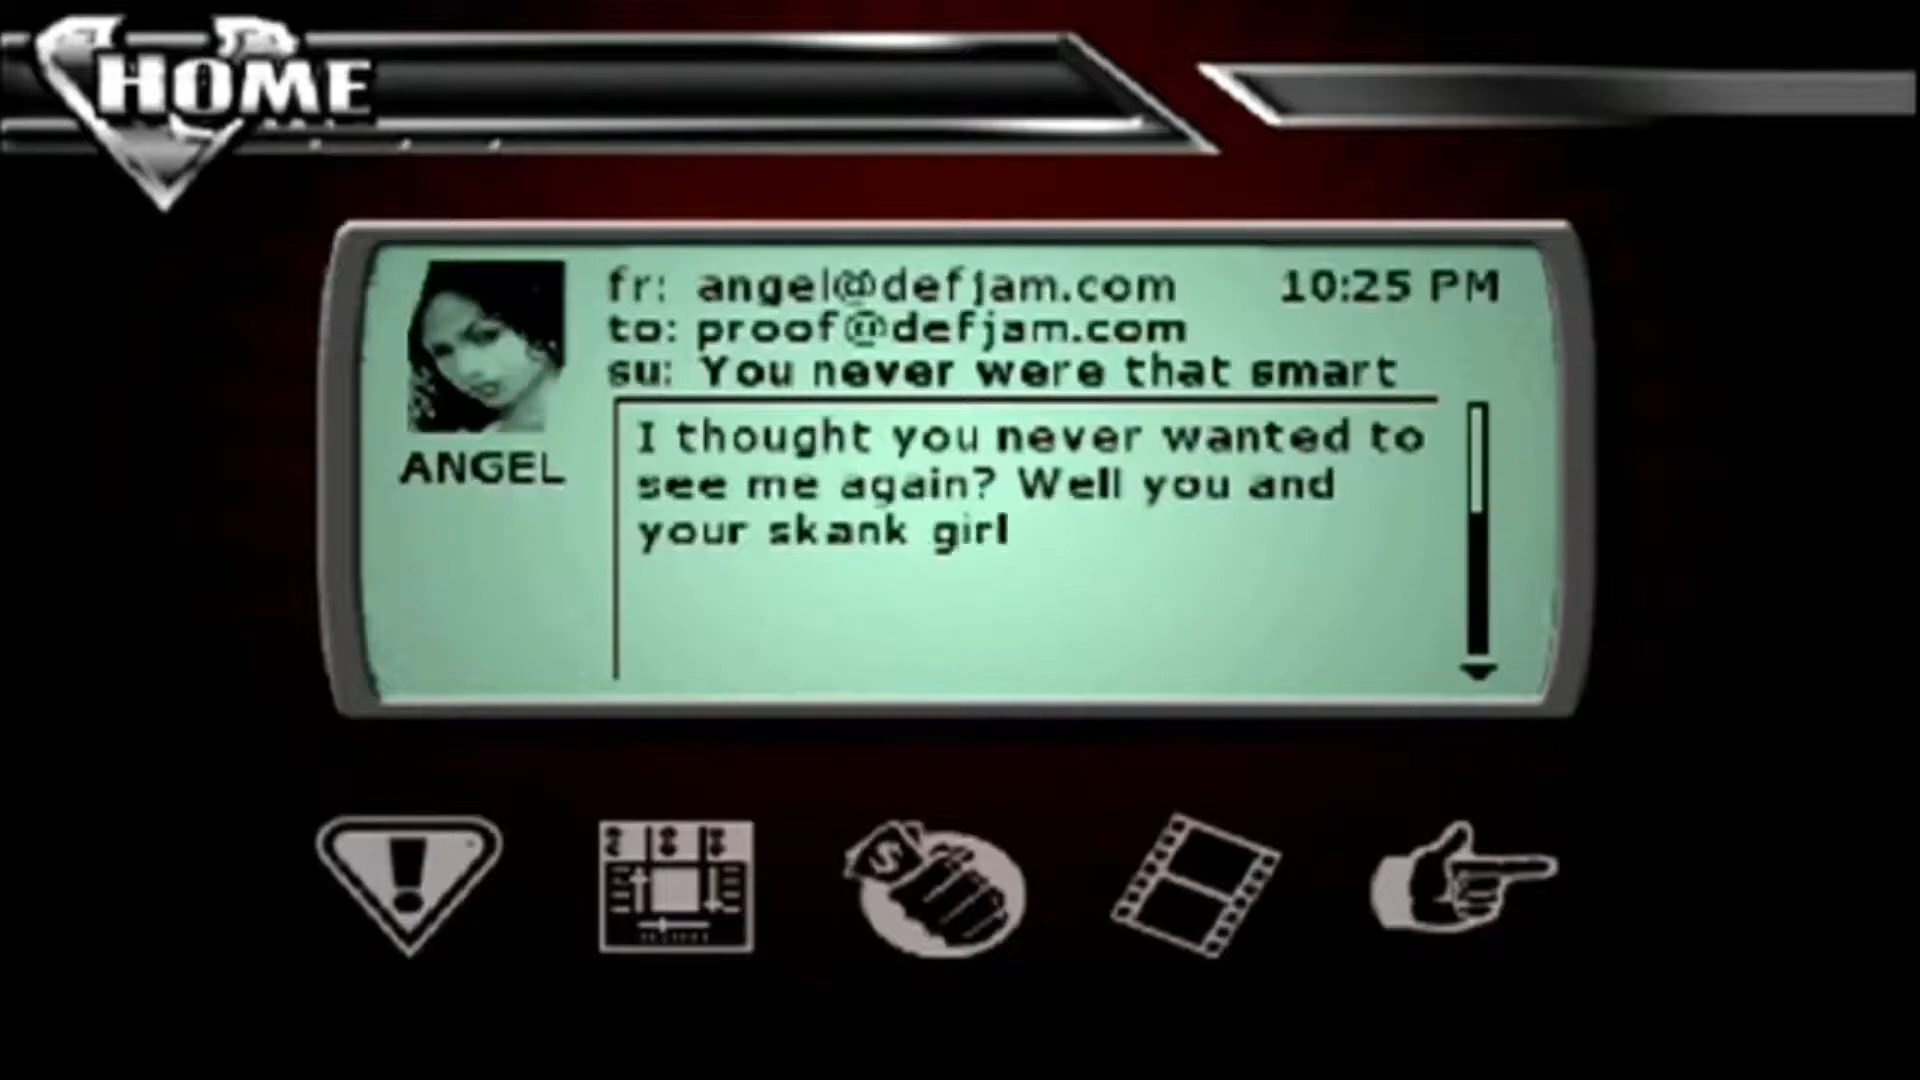 HOME
fr: angel@defjam.com 10:25 PM
to: proof@defjam.com
su: You never were that smart
ANGEL
I thought you never wanted to
see me again? Well you and
your skank girl